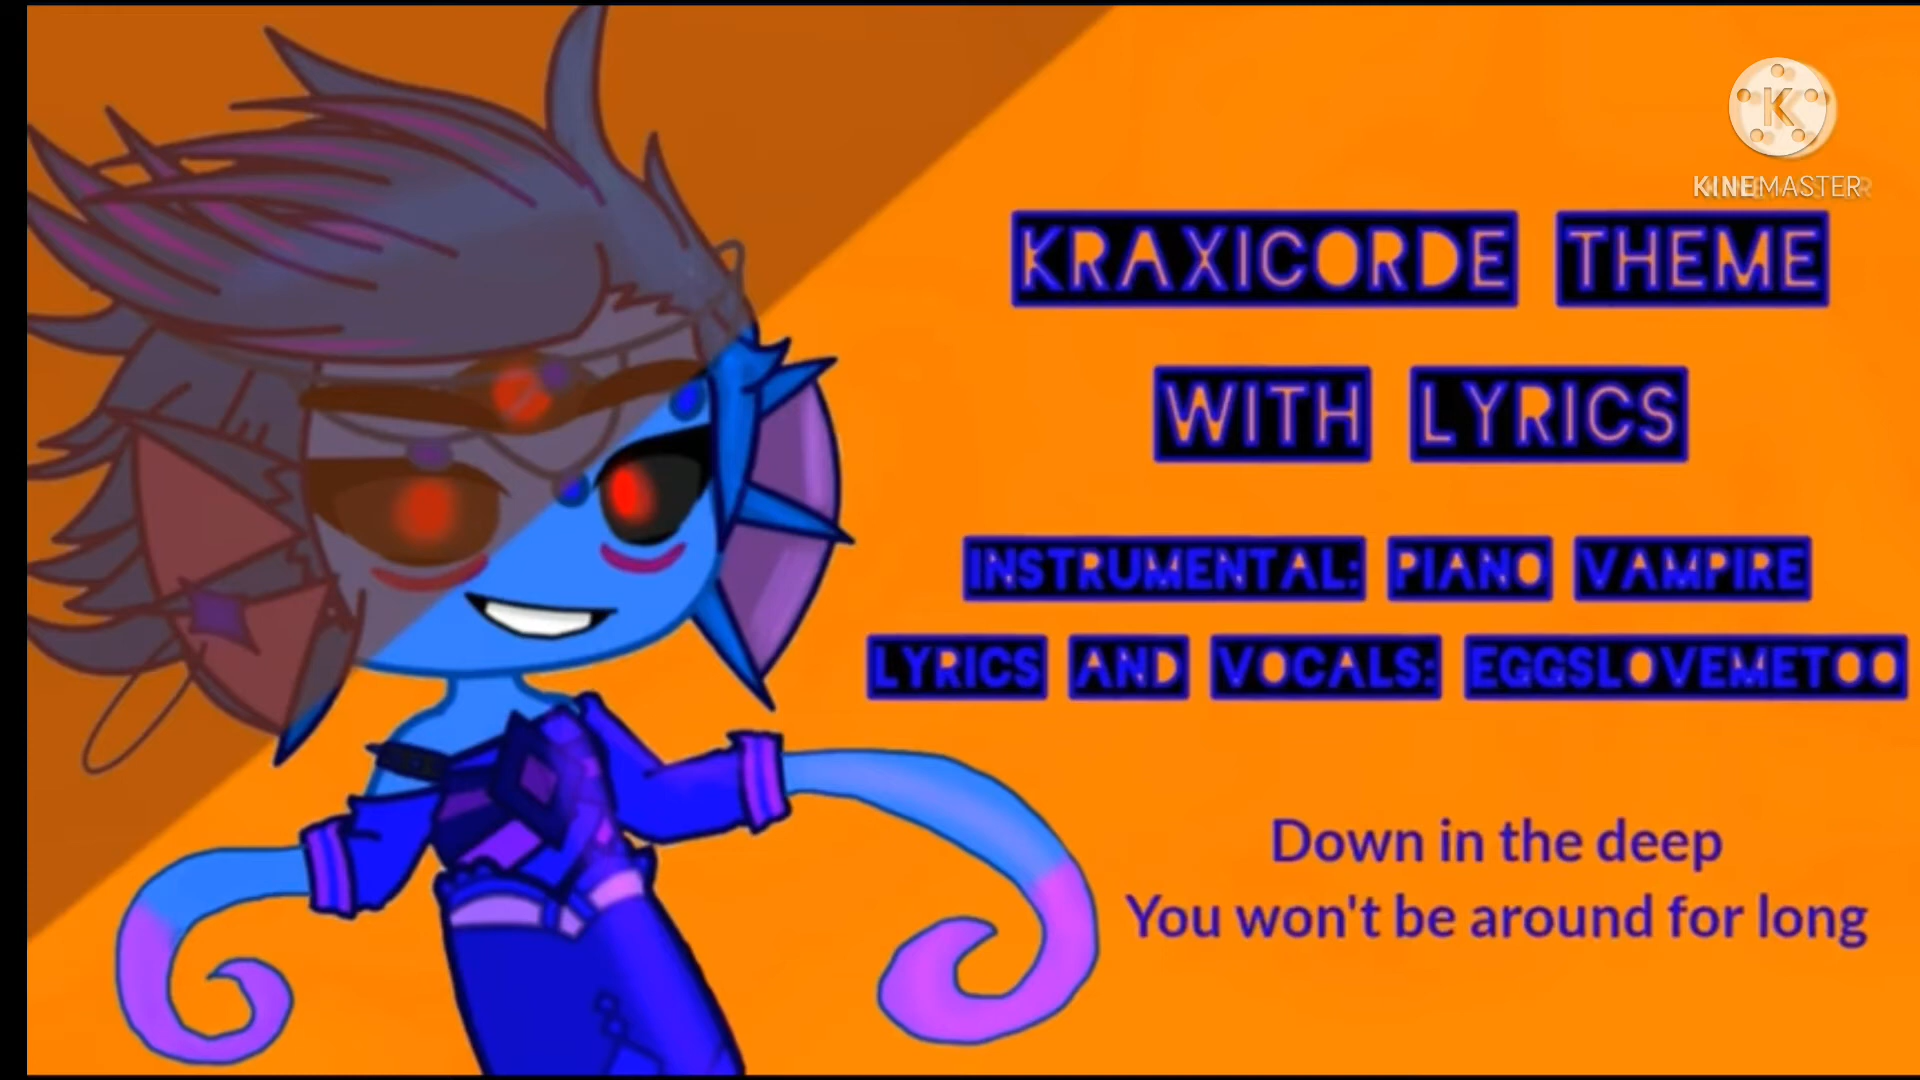 KINEMASTER
KRAXICORDE THEME
WITH LYRICS
INSTRUMENTAL: PIANO VAMPIRE
LYRICS AND VOCALS: EGGSLOVEMETOO
Down in the deep
You won't be around for long